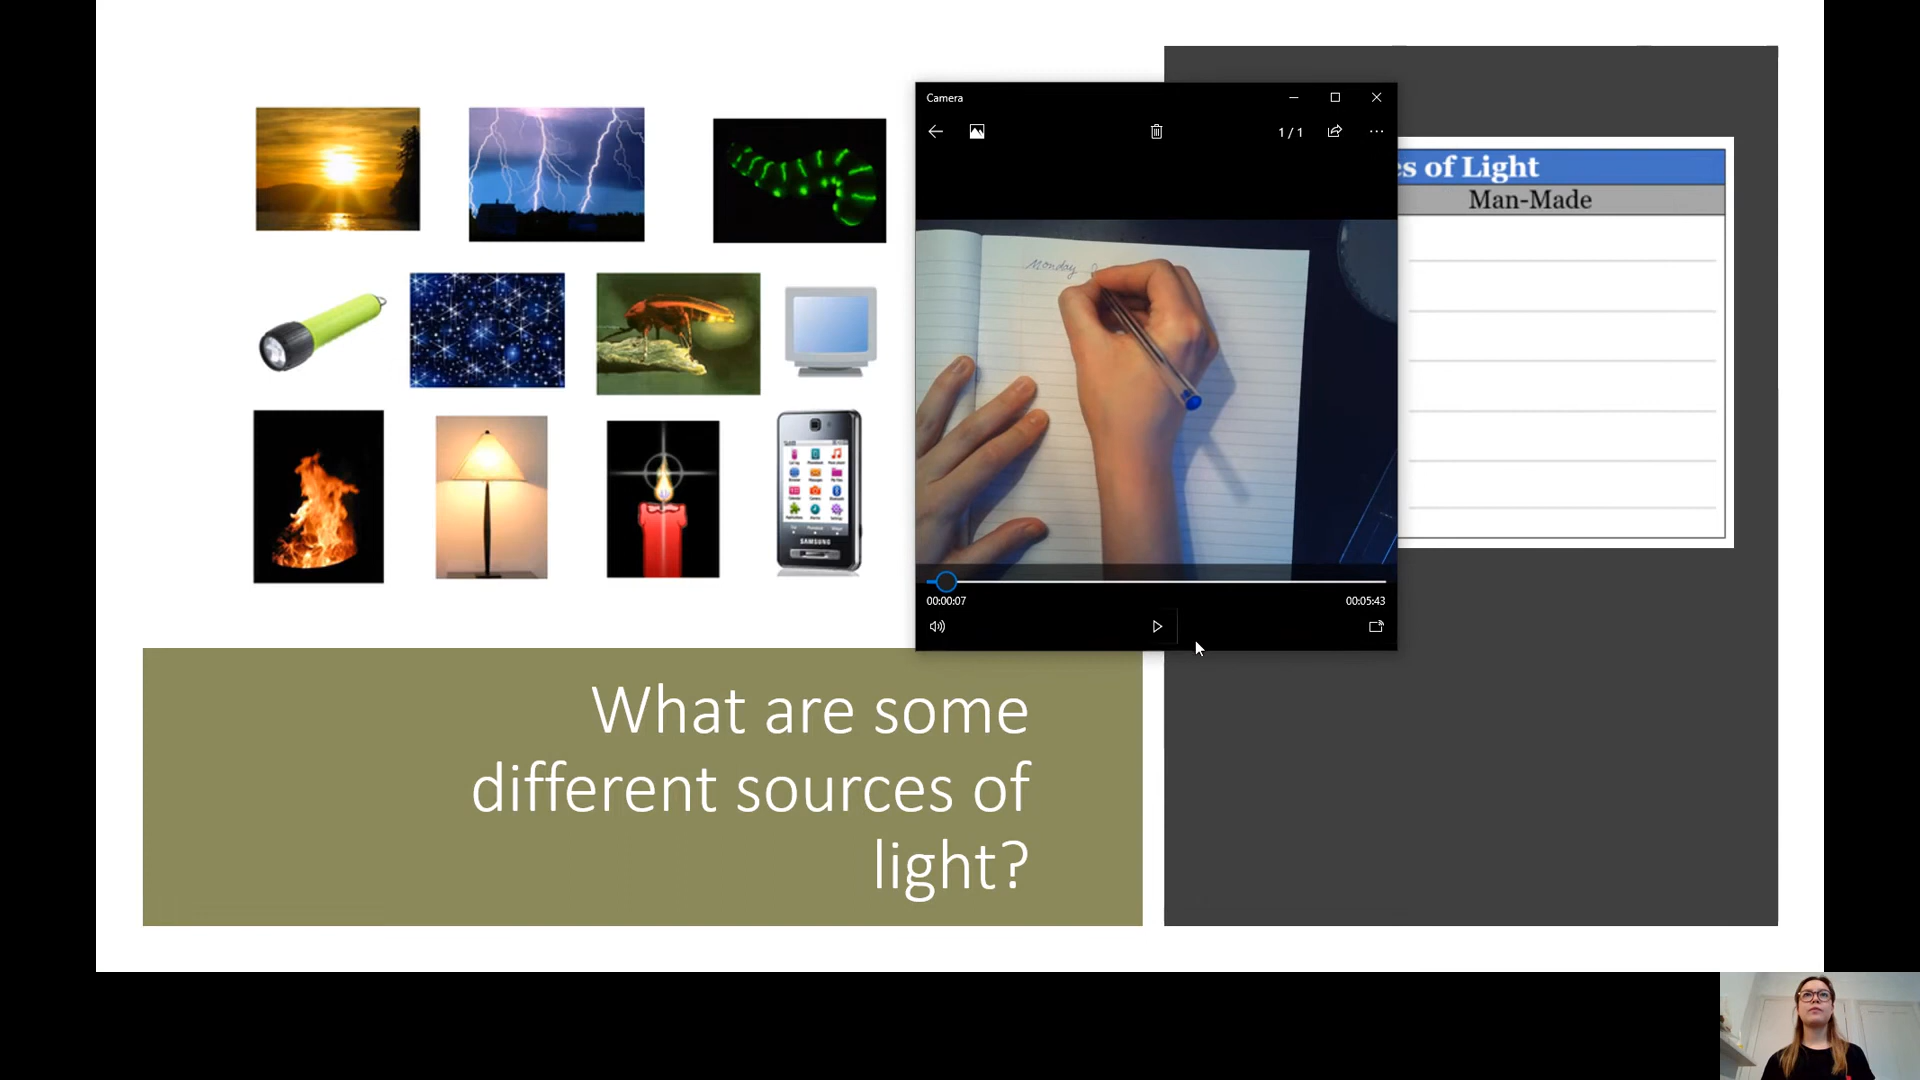 Camera
1 / 1
es of Light
Man-Made
Monday
SAMSUNG
00:00:07
00:05:43
What are some
different sources of
light?